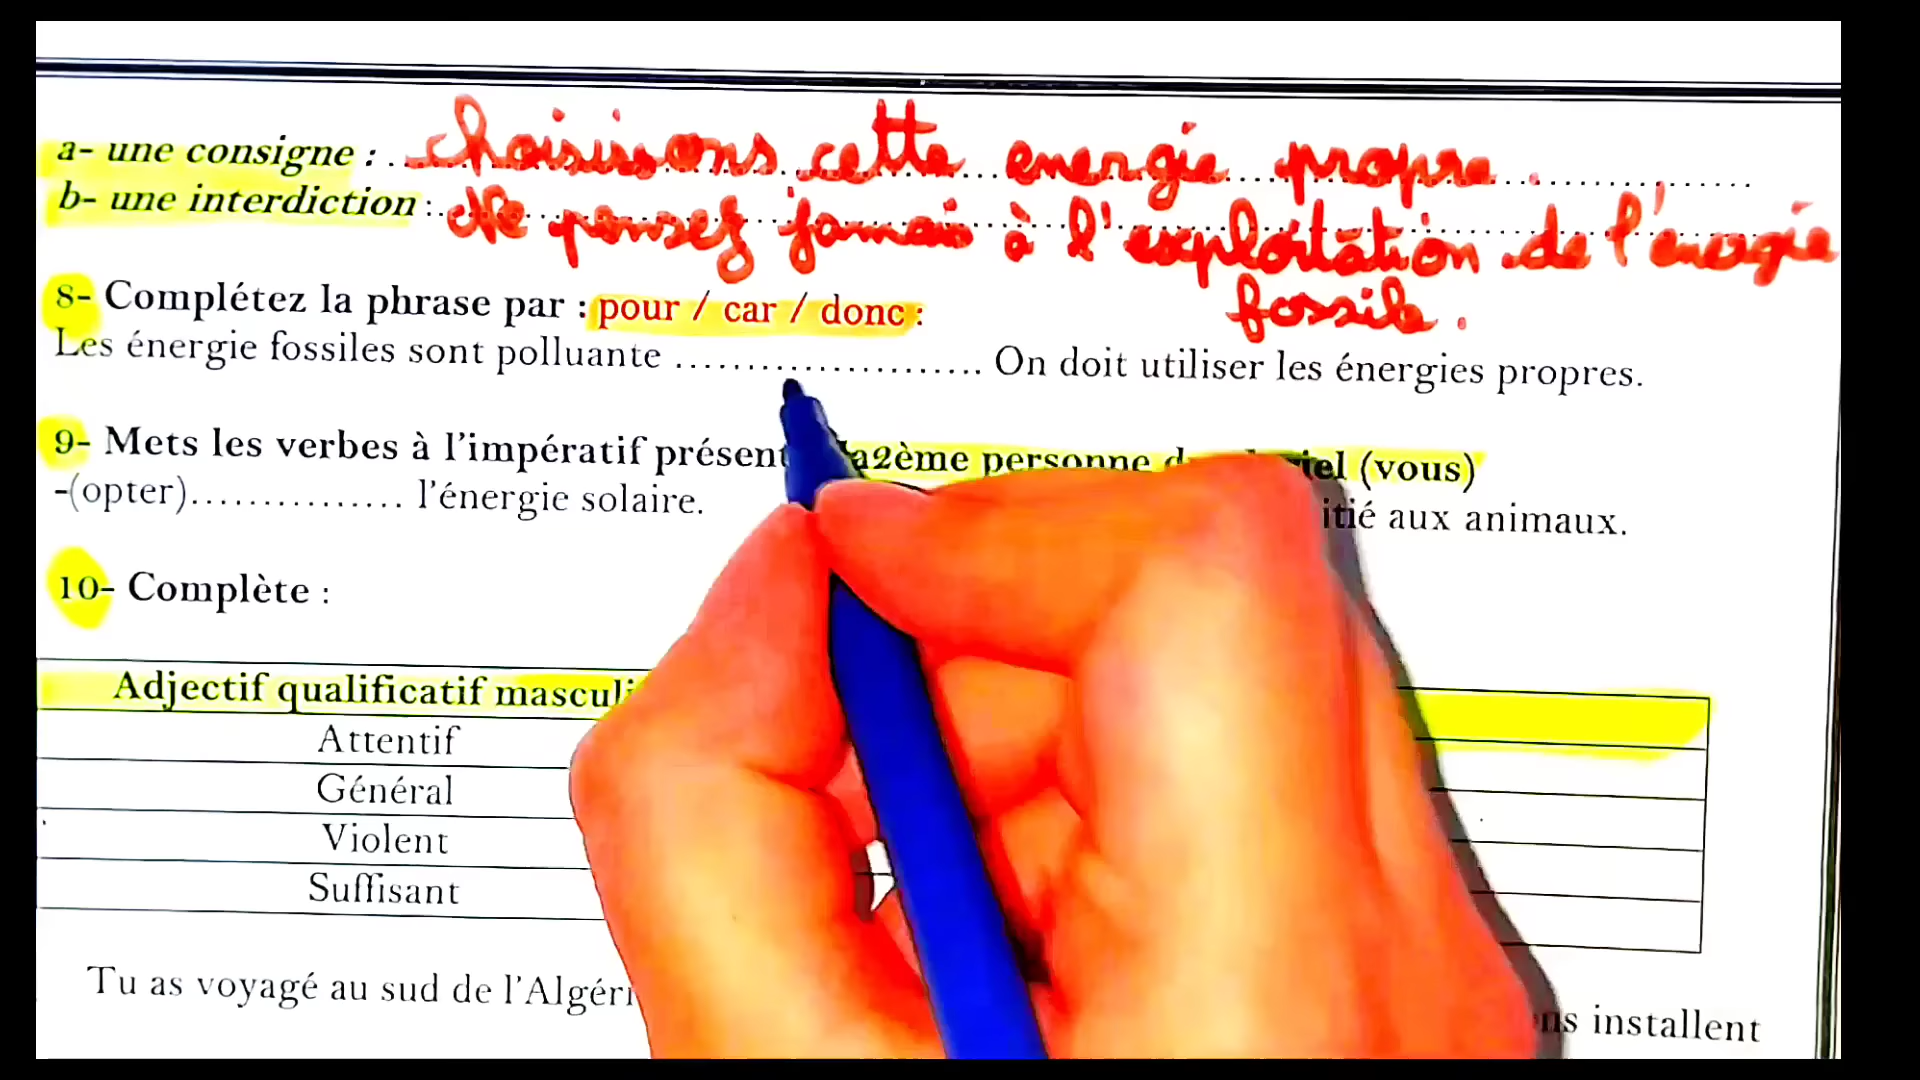 a- une consigne : choisissons cette energie propre.
b- une interdiction : Ne pensez jamais à l'exploitation de l'énergie
fossile.
8- Complétez la phrase par : pour / car / donc :
Les énergie fossiles sont polluante ...................... On doit utiliser les énergies propres.
9- Mets les verbes à l'impératif présent a2ème personne (vous)
-(opter)............... l'énergie solaire. aux animaux.
10- Complète :
Adjectif qualificatif
Attentif
Général
Violent
Suffisant
Tu as voyagé au sud de l'Algéri installent